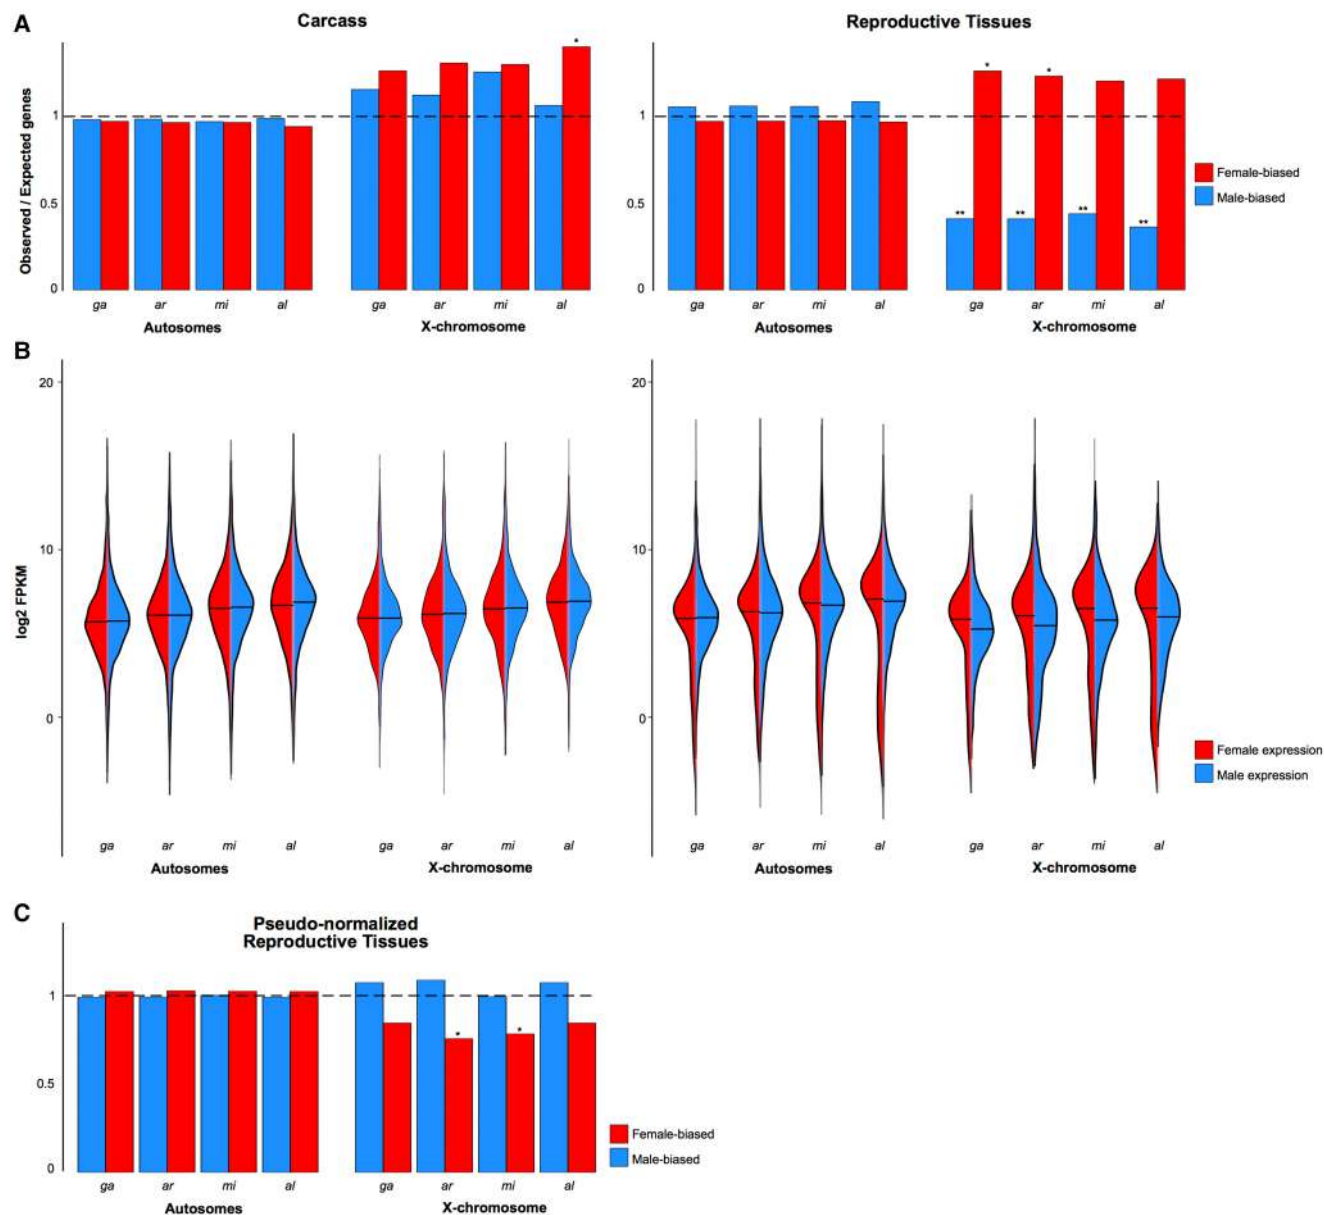 A
Carcass
Reproductive Tissues
Observed / Expected genes
1
0.5
0
1
0.5
0
*
* *
** ** ** **
Female-biased
Male-biased
ga ar mi al ga ar mi al
Autosomes X-chromosome
ga ar mi al ga ar mi al
Autosomes X-chromosome
B
log2 FPKM
20
10
0
20
10
0
Female expression
Male expression
ga ar mi al ga ar mi al
Autosomes X-chromosome
ga ar mi al ga ar mi al
Autosomes X-chromosome
C
Pseudo-normalized
Reproductive Tissues
1
0.5
0
* *
Female-biased
Male-biased
ga ar mi al ga ar mi al
Autosomes X-chromosome